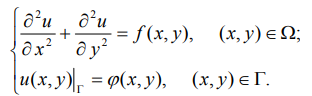 ∂²u/∂x² + ∂²u/∂y² = f(x, y), (x, y) ∈ Ω;
u(x, y)|_Γ = φ(x, y), (x, y) ∈ Γ.